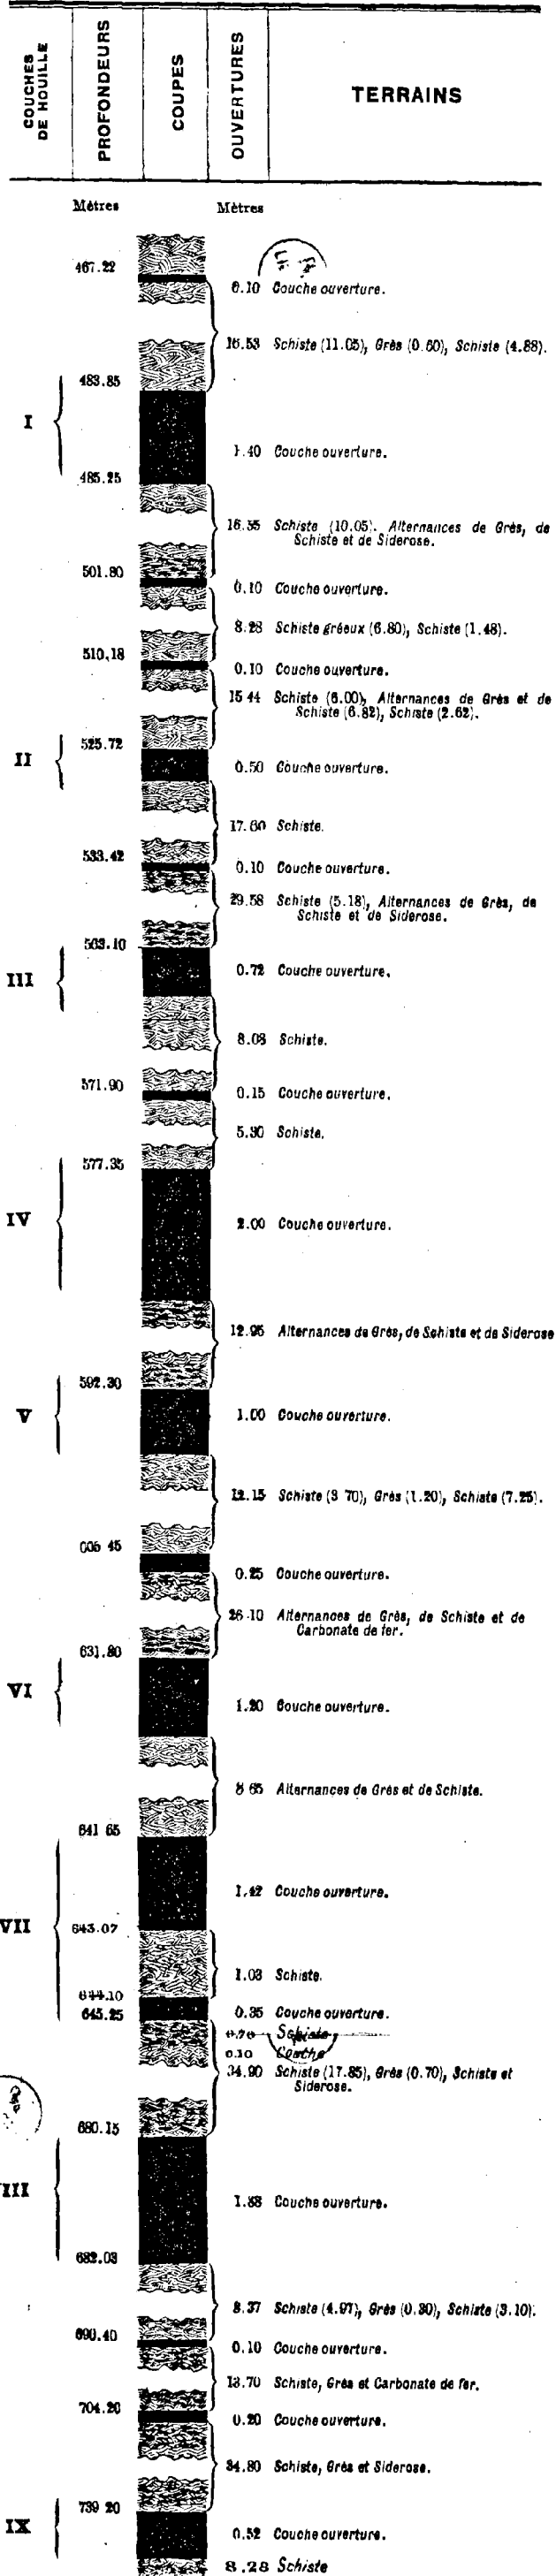 COUCHES
DE HOUILLE
PROFONDEURS
COUPES
OUVERTURES
TERRAINS
Mètres Mètres
467.22
0.10 Couche ouverture.
16.53 Schiste (11.05), Grès (0.60), Schiste (4.88).
483.85
I
1.40 Couche ouverture.
485.25
16.55 Schiste (10.05). Alternances de Grès, de
Schiste et de Siderose.
501.80
0.10 Couche ouverture.
8.28 Schiste gréeux (6.80), Schiste (1.48).
510.18
0.10 Couche ouverture.
15 44 Schiste (6.00), Alternances de Grès et de
Schiste (6.82), Schiste (2.62).
525.72
II
0.50 Couche ouverture.
17.60 Schiste.
533.42
0.10 Couche ouverture.
29.58 Schiste (5.18), Alternances de Grès, de
Schiste et de Siderose.
563.10
III
0.72 Couche ouverture.
8.08 Schiste.
571.90
0.15 Couche ouverture.
5.30 Schiste.
577.35
IV
2.00 Couche ouverture.
12.95 Alternances de Grès, de Schiste et de Siderose
592.30
V
1.00 Couche ouverture.
12.15 Schiste (3 70), Grès (1.20), Schiste (7.25).
605 45
0.25 Couche ouverture.
26 10 Alternances de Grès, de Schiste et de
Carbonate de fer.
631.80
VI
1.20 Couche ouverture.
8 65 Alternances de Grès et de Schiste.
641 65
1.42 Couche ouverture.
VII
643.07
1.03 Schiste.
644.10
645.25
0.35 Couche ouverture.
0.70 Schiste
0.10 Couche
34.90 Schiste (17.85), Grès (0.70), Schiste et
Siderose.
680.15
III
1.88 Couche ouverture.
682.03
8.37 Schiste (4.97), Grès (0.30), Schiste (3.10).
690.40
0.10 Couche ouverture.
13.70 Schiste, Grès et Carbonate de fer.
704.20
0.20 Couche ouverture.
34.80 Schiste, Grès et Siderose.
739 20
IX
0.52 Couche ouverture.
8.28 Schiste